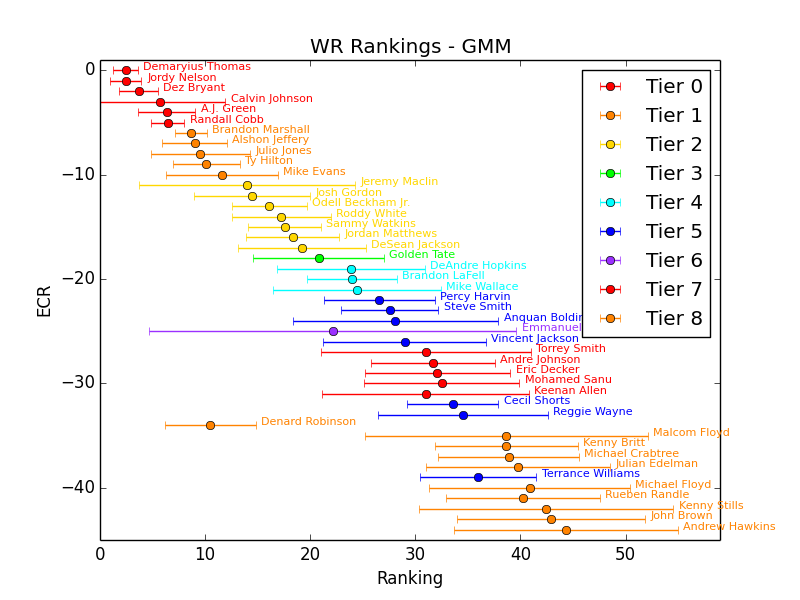 WR Rankings - GMM
0
−10
−20
−30
−40
ECR
Demaryius Thomas
Jordy Nelson
Dez Bryant
Calvin Johnson
A.J. Green
Randall Cobb
Brandon Marshall
Alshon Jeffery
Julio Jones
Ty Hilton
Mike Evans
Jeremy Maclin
Josh Gordon
Odell Beckham Jr.
Roddy White
Sammy Watkins
Jordan Matthews
DeSean Jackson
Golden Tate
DeAndre Hopkins
Brandon LaFell
Mike Wallace
Percy Harvin
Steve Smith
Anquan Boldin
Emmanuel
Vincent Jackson
Torrey Smith
Andre Johnson
Eric Decker
Mohamed Sanu
Keenan Allen
Cecil Shorts
Reggie Wayne
Denard Robinson
Malcom Floyd
Kenny Britt
Michael Crabtree
Julian Edelman
Terrance Williams
Michael Floyd
Rueben Randle
Kenny Stills
John Brown
Andrew Hawkins
Tier 0
Tier 1
Tier 2
Tier 3
Tier 4
Tier 5
Tier 6
Tier 7
Tier 8
0 10 20 30 40 50
Ranking